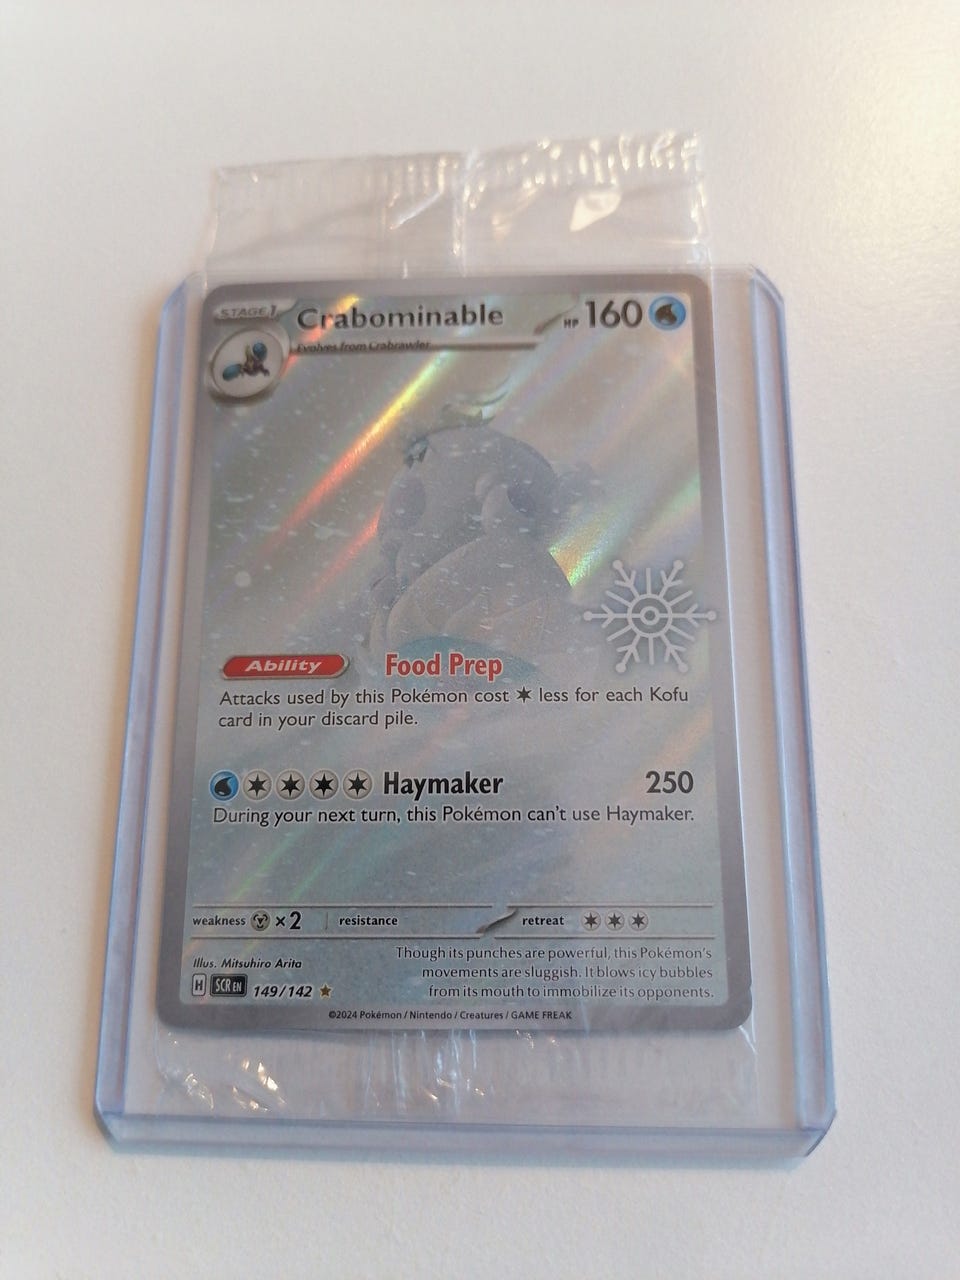 STAGE 1 Crabominable HP 160
Evolves from Crabrawler
Ability Food Prep
Attacks used by this Pokémon cost less for each Kofu
card in your discard pile.
Haymaker 250
During your next turn, this Pokémon can't use Haymaker.
weakness ×2 resistance retreat
Though its punches are powerful, this Pokémon's
movements are sluggish. It blows icy bubbles
from its mouth to immobilize its opponents.
Illus. Mitsuhiro Arita
H SCR EN 149/142
©2024 Pokémon / Nintendo / Creatures / GAME FREAK